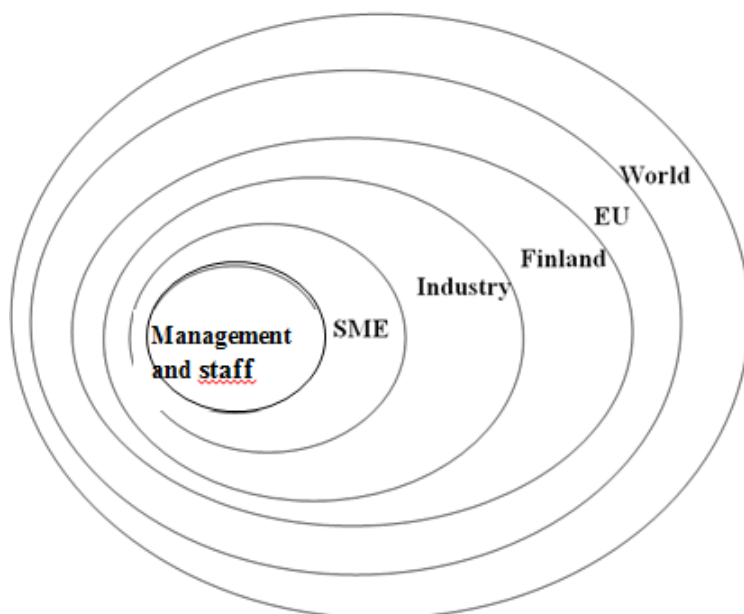 World
EU
Finland
Industry
SME
Management
and staff